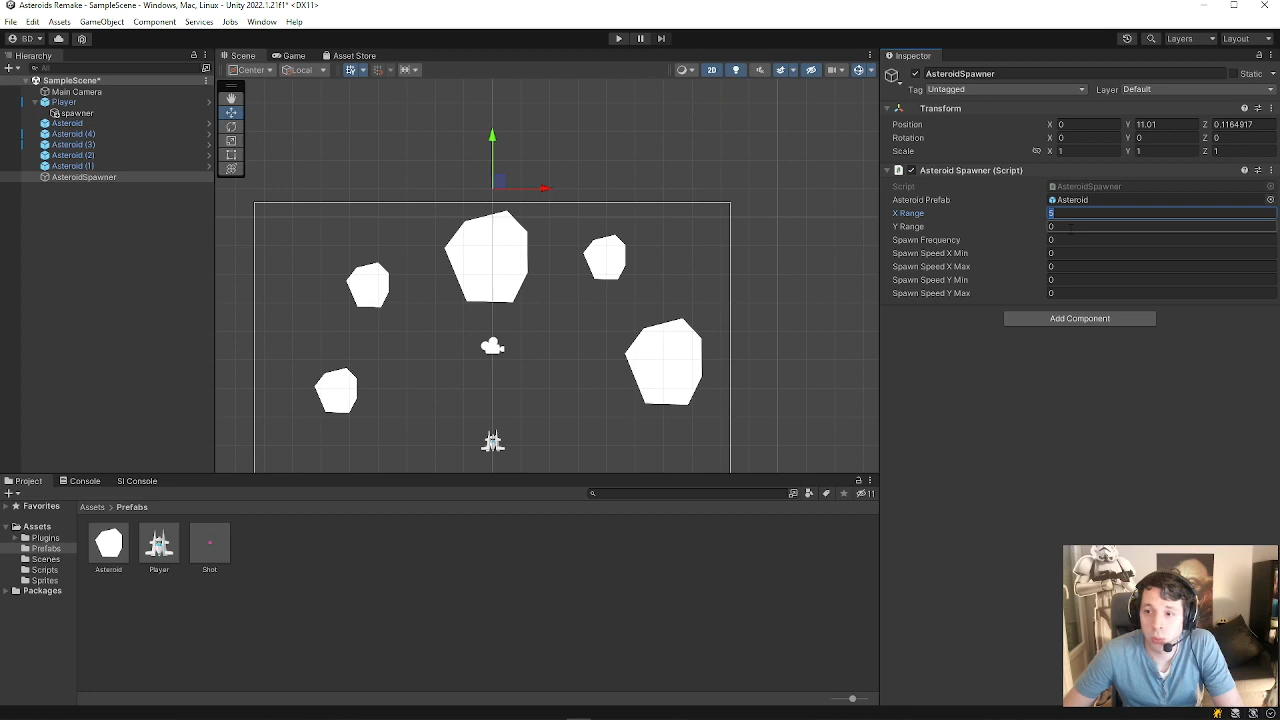 Asteroids Remake - SampleScene - Windows, Mac, Linux - Unity 2022.1.21f1* <DX11>
File Edit Assets GameObject Component Services Jobs Window Help
BD Layers Layout
Hierarchy Scene Game Asset Store Inspector
All Center Local 2D AsteroidSpawner Static
SampleScene*
Tag Untagged Layer Default
Main Camera
Player
Transform
spawner
Asteroid
Position X 0 Y 11.01 Z 0.1164917
Asteroid (4)
Rotation X 0 Y 0 Z 0
Asteroid (3)
Scale X 1 Y 1 Z 1
Asteroid (2)
Asteroid (1)
Asteroid Spawner (Script)
AsteroidSpawner
Script AsteroidSpawner
Asteroid Prefab Asteroid
X Range 5
Y Range 0
Spawn Frequency 0
Spawn Speed X Min 0
Spawn Speed X Max 0
Spawn Speed Y Min 0
Spawn Speed Y Max 0
Add Component
Project Console SI Console
11
Favorites Assets > Prefabs
Assets
Plugins
Prefabs
Scenes
Scripts
Sprites
Packages
Asteroid Player Shot